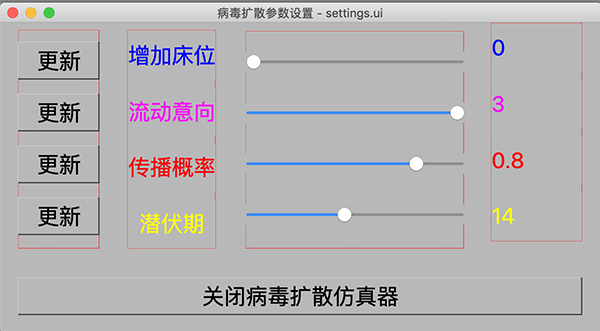 病毒扩散参数设置 - settings.ui
更新 增加床位 0
更新 流动意向 3
更新 传播概率 0.8
更新 潜伏期 14
关闭病毒扩散仿真器